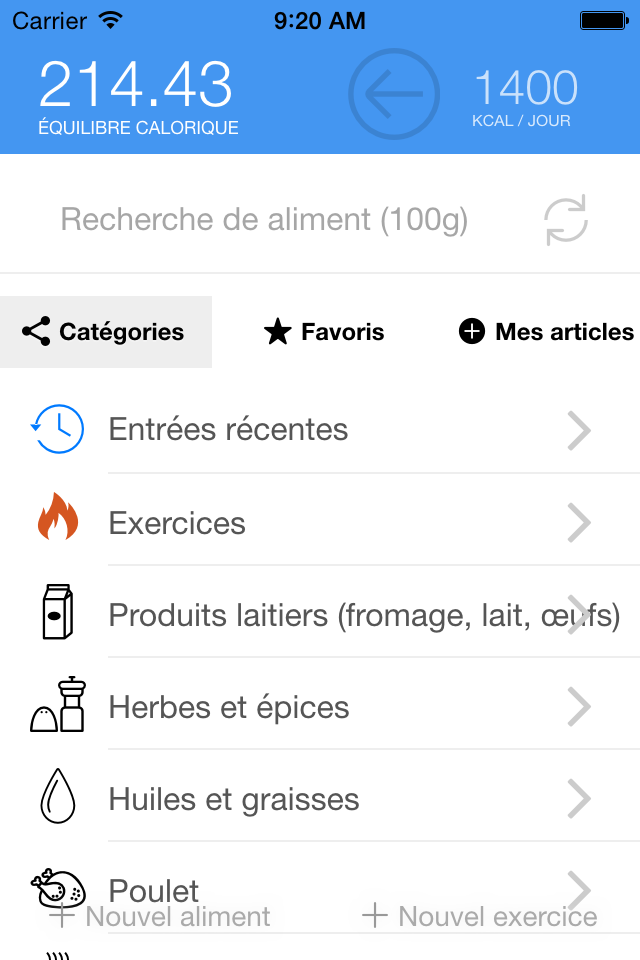 Carrier 9:20 AM
214.43 1400
ÉQUILIBRE CALORIQUE KCAL / JOUR
Recherche de aliment (100g)
Catégories Favoris Mes articles
Entrées récentes
Exercices
Produits laitiers (fromage, lait, œufs)
Herbes et épices
Huiles et graisses
Poulet
Nouvel aliment Nouvel exercice